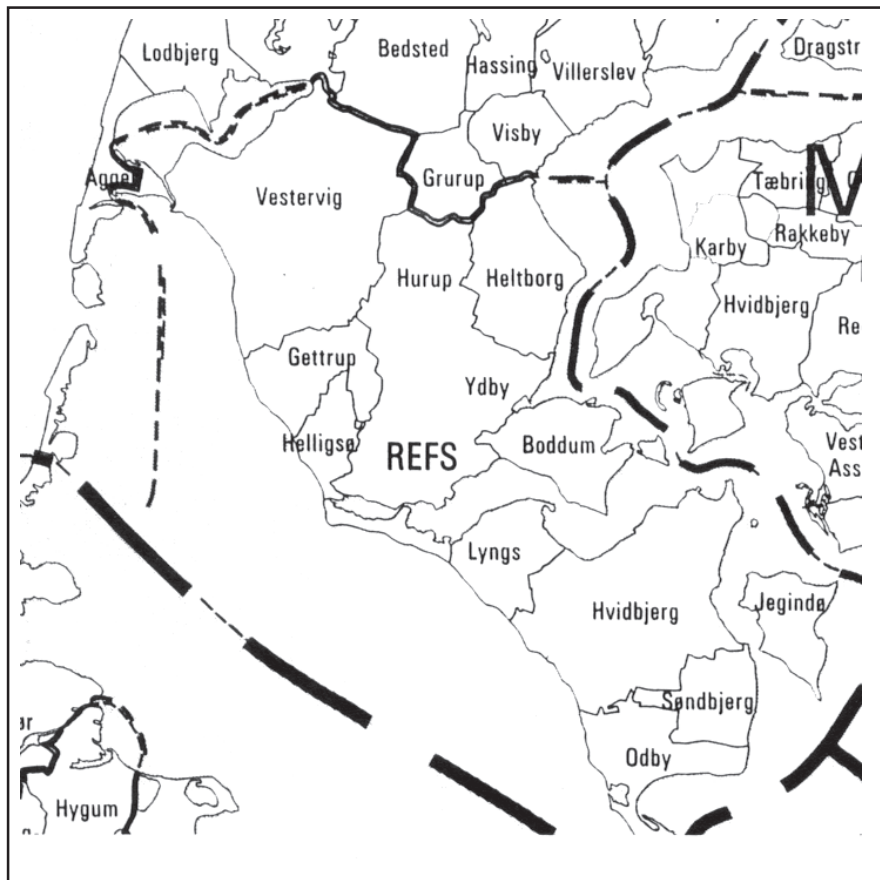 Lodbjerg
Bedsted
Hassing
Villerslev
Dragstr
Visby
Agger
Vestervig
Grurup
Tæbring
M
Karby
Rakkeby
Hurup
Heltborg
Hvidbjerg
Re
Gettrup
Ydby
Helligsø
REFS
Boddum
Vest
Ass
Lyngs
Hvidbjerg
Jegindø
Søndbjerg
Odby
ør
Hygum